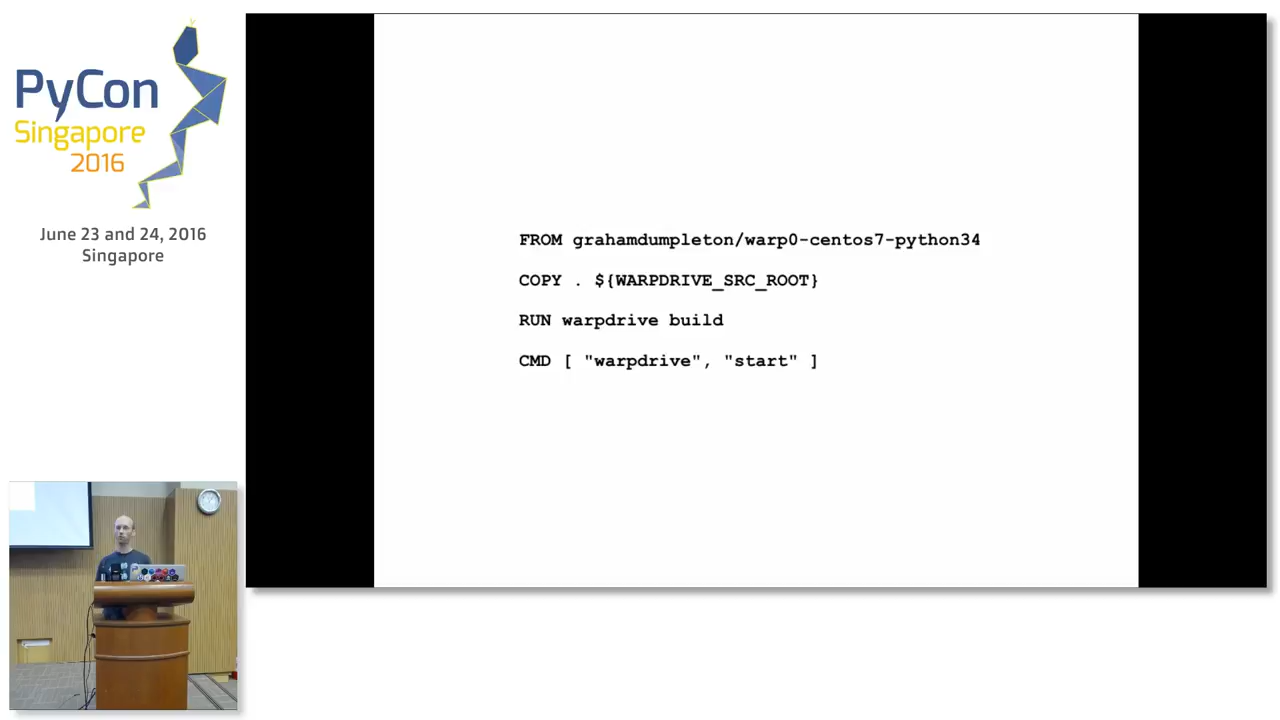 PyCon
Singapore
2016
June 23 and 24, 2016
Singapore
FROM grahamdumpleton/warp0-centos7-python34
COPY . ${WARPDRIVE_SRC_ROOT}
RUN warpdrive build
CMD [ "warpdrive", "start" ]